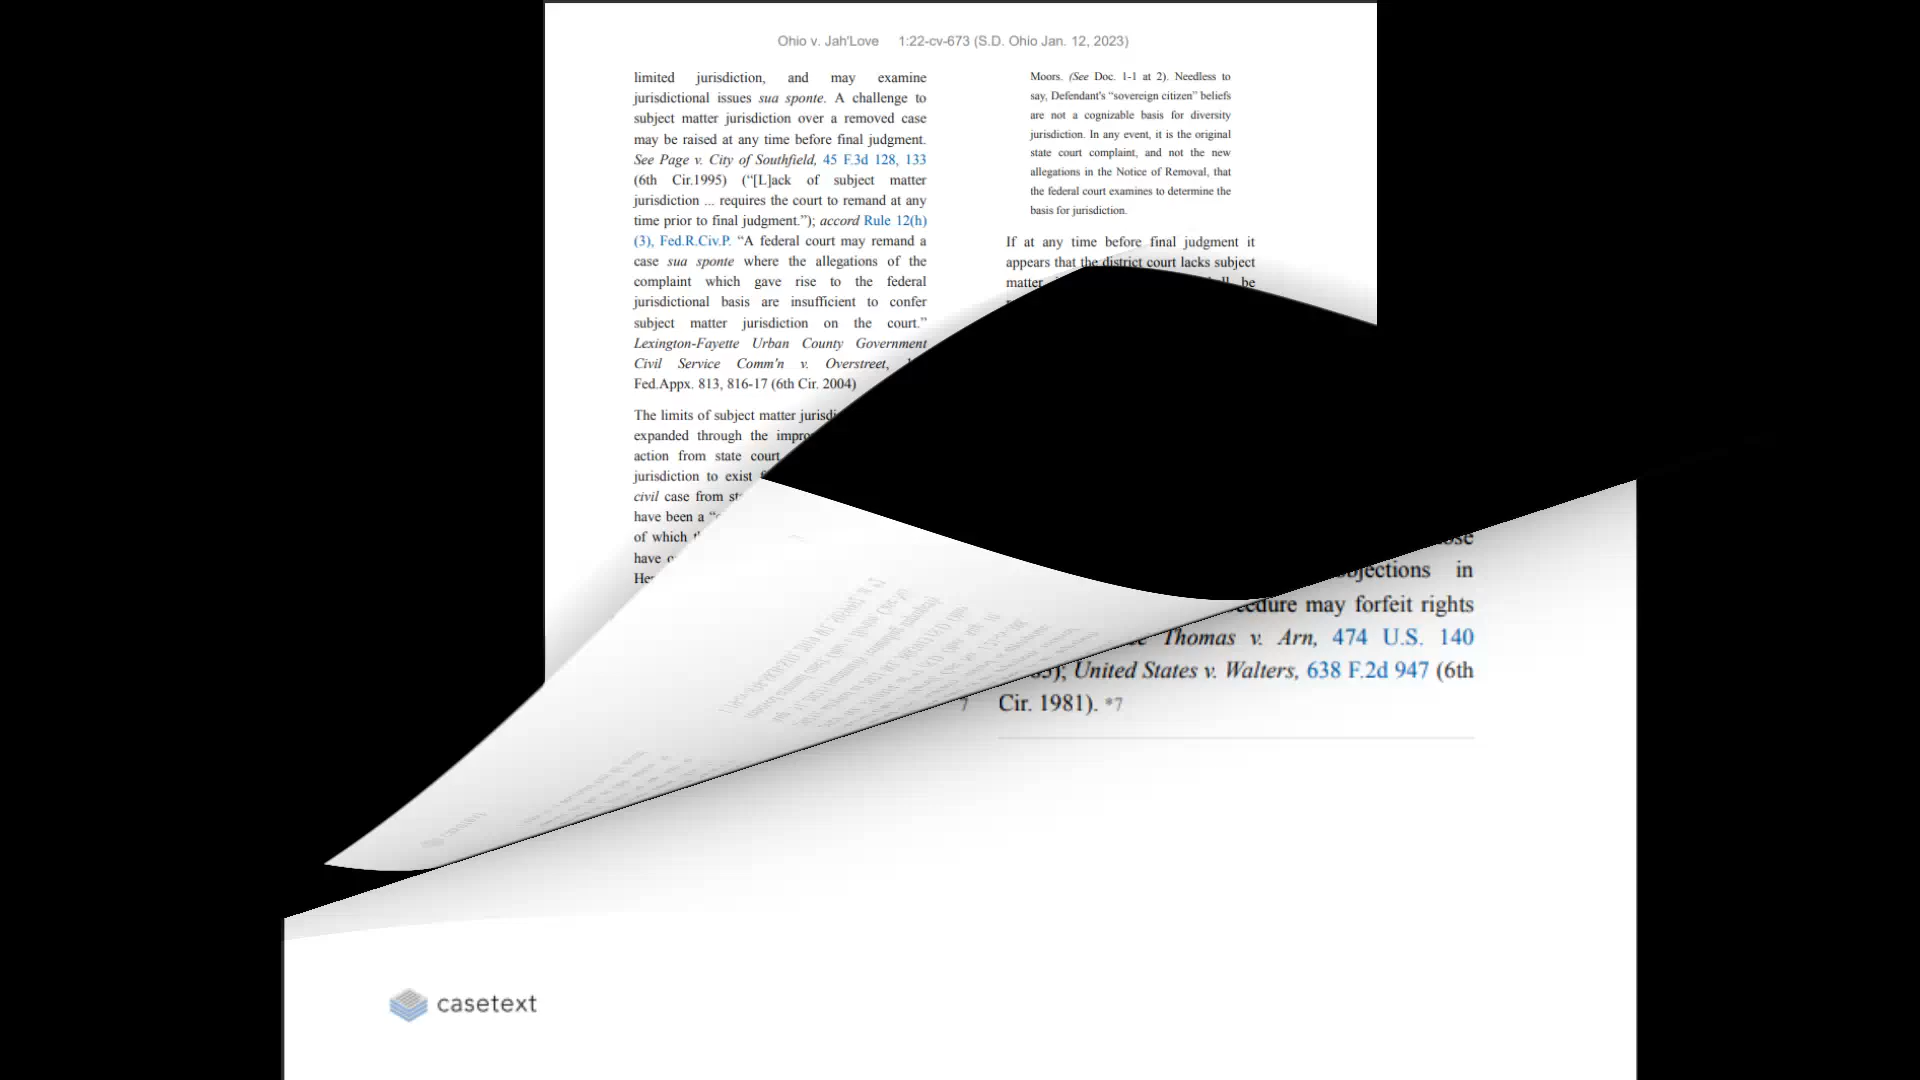 Ohio v. Jah'Love 1:22-cv-673 (S.D. Ohio Jan. 12, 2023)
limited jurisdiction, and may examine
jurisdictional issues sua sponte. A challenge to
subject matter jurisdiction over a removed case
may be raised at any time before final judgment.
See Page v. City of Southfield, 45 F.3d 128, 133
(6th Cir.1995) (“[L]ack of subject matter
jurisdiction ... requires the court to remand at any
time prior to final judgment.”); accord Rule 12(h)
(3), Fed.R.Civ.P. “A federal court may remand a
case sua sponte where the allegations of the
complaint which gave rise to the federal
jurisdictional basis are insufficient to confer
subject matter jurisdiction on the court.”
Lexington-Fayette Urban County Government
Civil Service Comm'n v. Overstreet,
Fed.Appx. 813, 816-17 (6th Cir. 2004)
The limits of subject matter
expanded through the
action from state court
jurisdiction to exist
civil case from
have been a
of which
have
Moors. (See Doc. 1-1 at 2). Needless to
say, Defendant's “sovereign citizen” beliefs
are not a cognizable basis for diversity
jurisdiction. In any event, it is the original
state court complaint, and not the new
allegations in the Notice of Removal, that
the federal court examines to determine the
basis for jurisdiction.
If at any time before final judgment it
appears that the district court lacks subject
matter be
in
may forfeit rights
Thomas v. Arn, 474 U.S. 140
United States v. Walters, 638 F.2d 947 (6th
7 Cir. 1981). *7
casetext